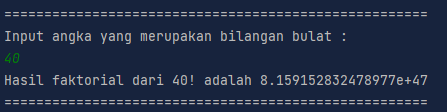 =====================================================
Input angka yang merupakan bilangan bulat :
40
Hasil faktorial dari 40! adalah 8.159152832478977e+47
=====================================================